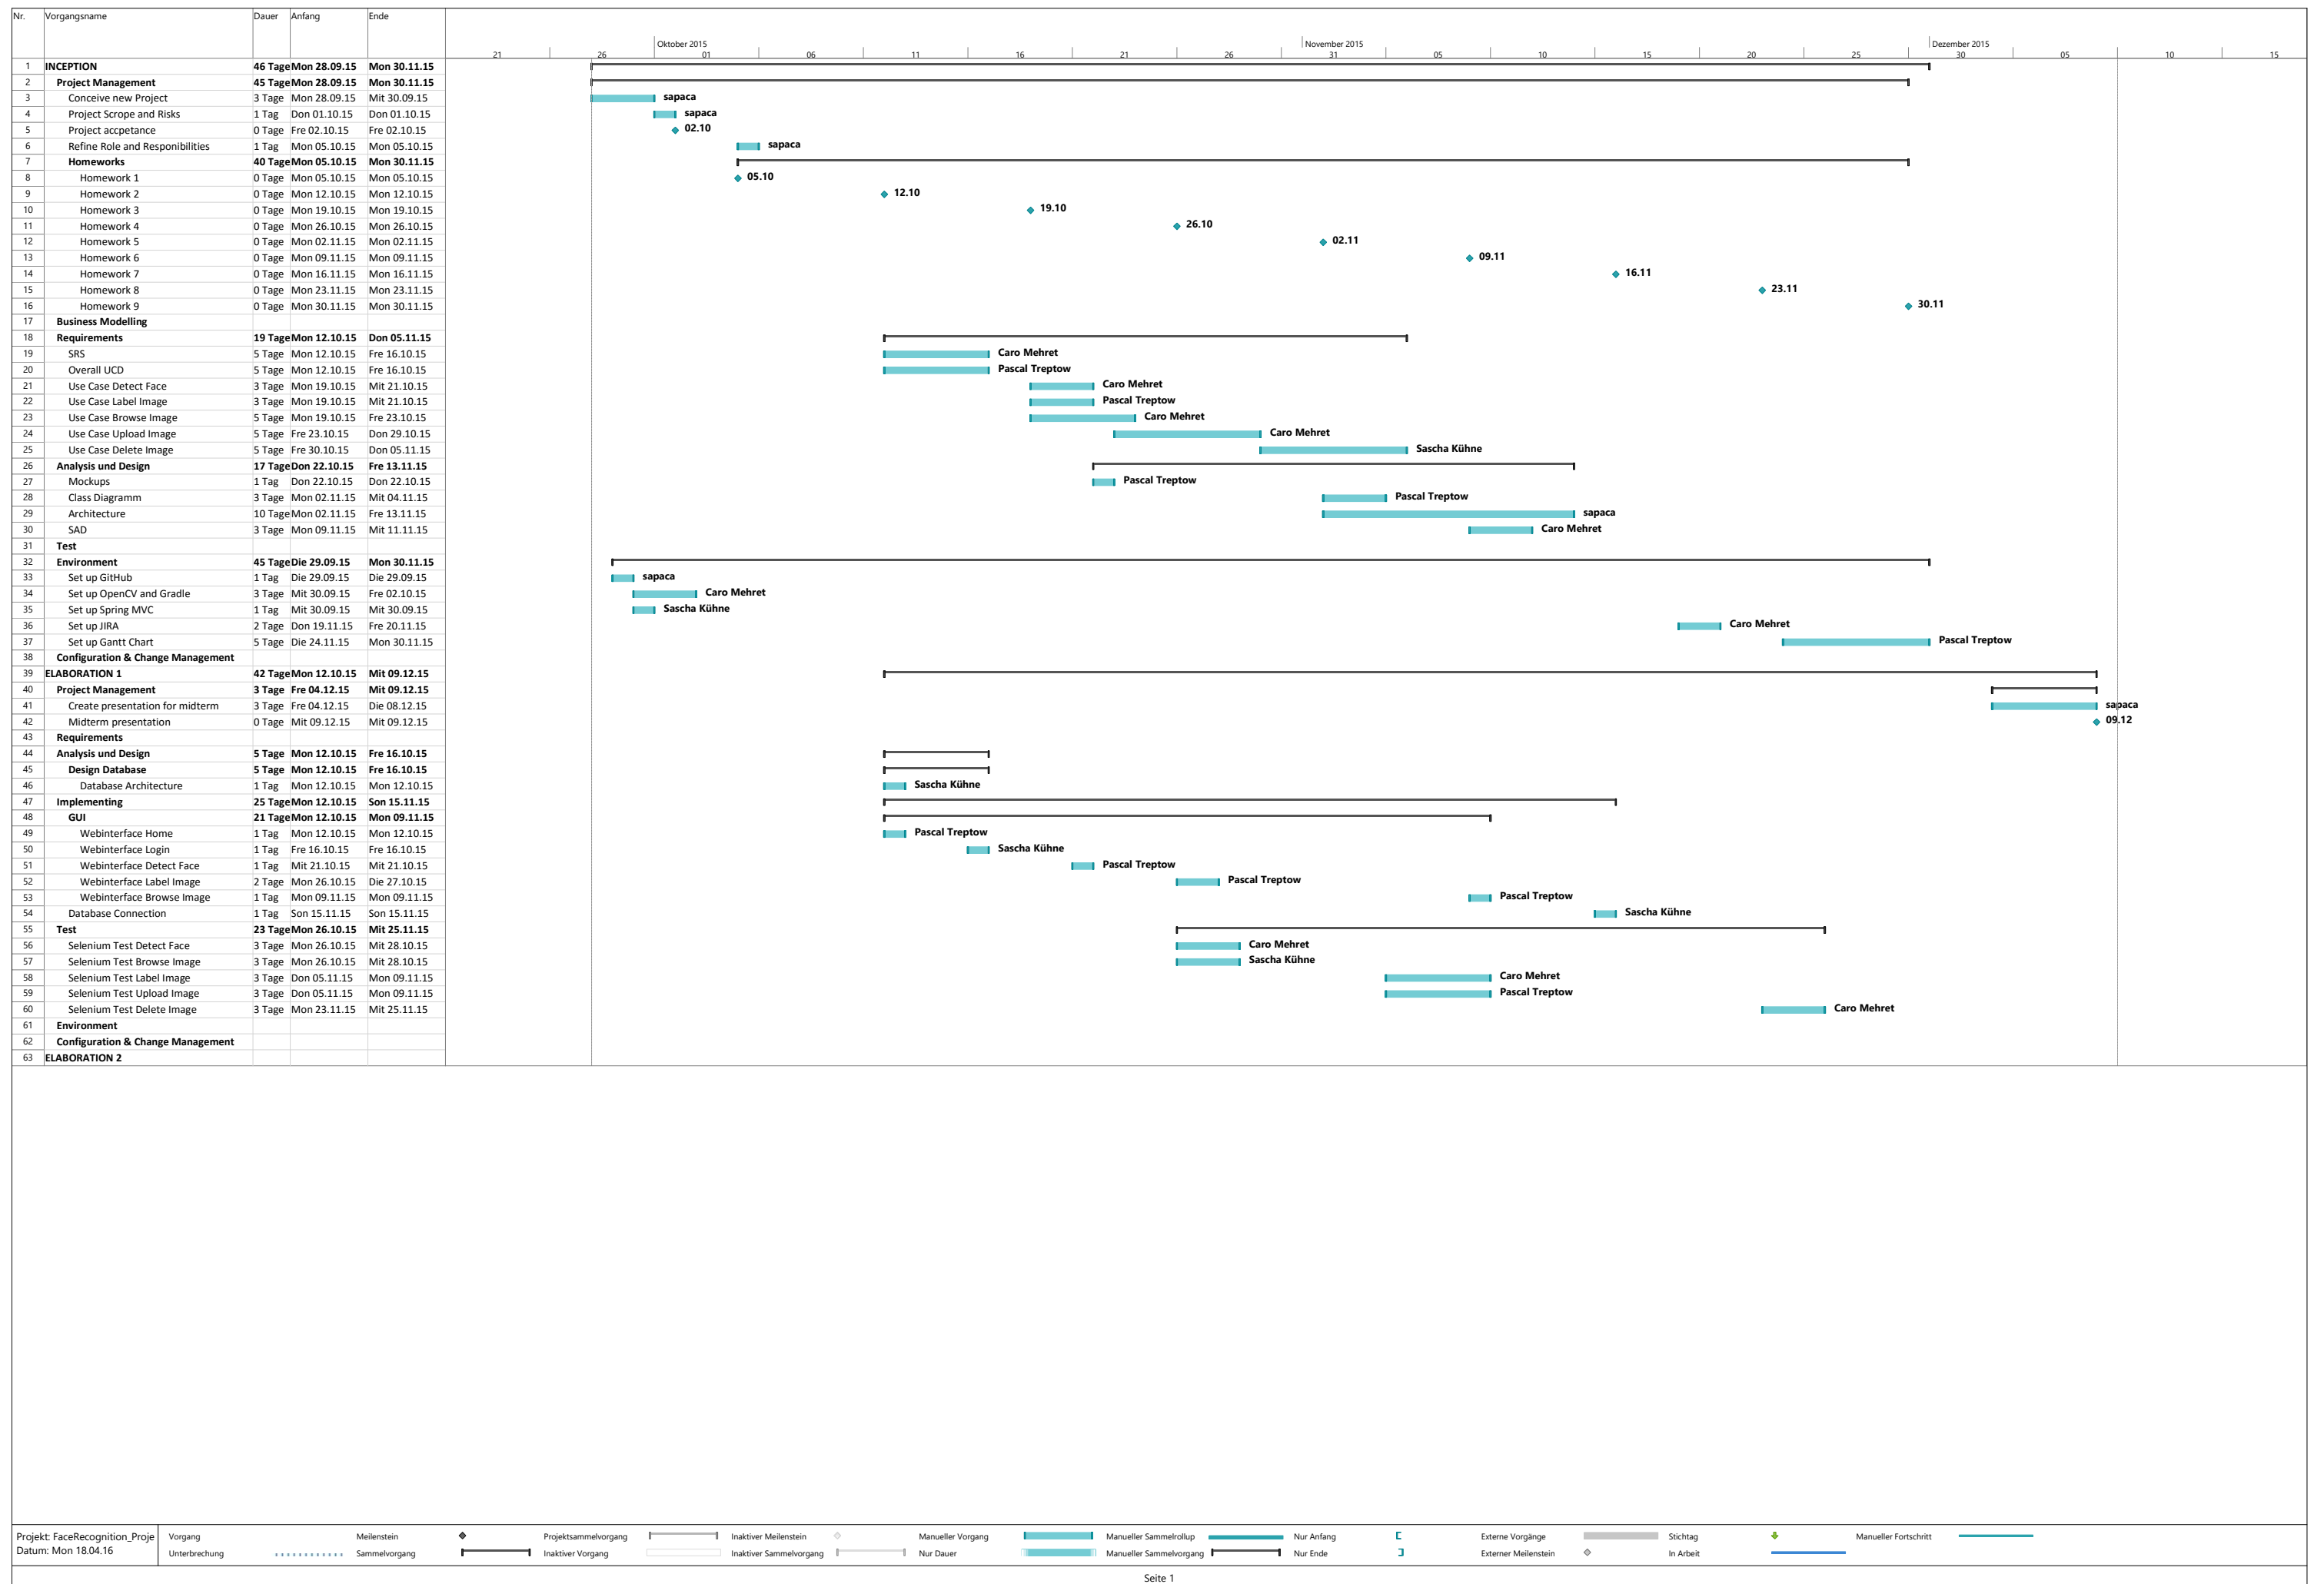 Nr. Vorgangsname Dauer Anfang Ende
Oktober 2015 November 2015 Dezember 2015
21 26 01 06 11 16 21 26 31 05 10 15 20 25 30 05 10 15
1 INCEPTION 46 Tage Mon 28.09.15 Mon 30.11.15
2 Project Management 45 Tage Mon 28.09.15 Mon 30.11.15
3 Conceive new Project 3 Tage Mon 28.09.15 Mit 30.09.15 sapaca
4 Project Scrope and Risks 1 Tag Don 01.10.15 Don 01.10.15 sapaca
5 Project accpetance 0 Tage Fre 02.10.15 Fre 02.10.15 02.10
6 Refine Role and Responibilities 1 Tag Mon 05.10.15 Mon 05.10.15 sapaca
7 Homeworks 40 Tage Mon 05.10.15 Mon 30.11.15
8 Homework 1 0 Tage Mon 05.10.15 Mon 05.10.15 05.10
9 Homework 2 0 Tage Mon 12.10.15 Mon 12.10.15 12.10
10 Homework 3 0 Tage Mon 19.10.15 Mon 19.10.15 19.10
11 Homework 4 0 Tage Mon 26.10.15 Mon 26.10.15 26.10
12 Homework 5 0 Tage Mon 02.11.15 Mon 02.11.15 02.11
13 Homework 6 0 Tage Mon 09.11.15 Mon 09.11.15 09.11
14 Homework 7 0 Tage Mon 16.11.15 Mon 16.11.15 16.11
15 Homework 8 0 Tage Mon 23.11.15 Mon 23.11.15 23.11
16 Homework 9 0 Tage Mon 30.11.15 Mon 30.11.15 30.11
17 Business Modelling
18 Requirements 19 Tage Mon 12.10.15 Don 05.11.15
19 SRS 5 Tage Mon 12.10.15 Fre 16.10.15 Caro Mehret
20 Overall UCD 5 Tage Mon 12.10.15 Fre 16.10.15 Pascal Treptow
21 Use Case Detect Face 3 Tage Mon 19.10.15 Mit 21.10.15 Caro Mehret
22 Use Case Label Image 3 Tage Mon 19.10.15 Mit 21.10.15 Pascal Treptow
23 Use Case Browse Image 5 Tage Mon 19.10.15 Fre 23.10.15 Caro Mehret
24 Use Case Upload Image 5 Tage Fre 23.10.15 Don 29.10.15 Caro Mehret
25 Use Case Delete Image 5 Tage Fre 30.10.15 Don 05.11.15 Sascha Kühne
26 Analysis und Design 17 Tage Don 22.10.15 Fre 13.11.15
27 Mockups 1 Tag Don 22.10.15 Don 22.10.15 Pascal Treptow
28 Class Diagramm 3 Tage Mon 02.11.15 Mit 04.11.15 Pascal Treptow
29 Architecture 10 Tage Mon 02.11.15 Fre 13.11.15 sapaca
30 SAD 3 Tage Mon 09.11.15 Mit 11.11.15 Caro Mehret
31 Test
32 Environment 45 Tage Die 29.09.15 Mon 30.11.15
33 Set up GitHub 1 Tag Die 29.09.15 Die 29.09.15 sapaca
34 Set up OpenCV and Gradle 3 Tage Mit 30.09.15 Fre 02.10.15 Caro Mehret
35 Set up Spring MVC 1 Tag Mit 30.09.15 Mit 30.09.15 Sascha Kühne
36 Set up JIRA 2 Tage Don 19.11.15 Fre 20.11.15 Caro Mehret
37 Set up Gantt Chart 5 Tage Die 24.11.15 Mon 30.11.15 Pascal Treptow
38 Configuration & Change Management
39 ELABORATION 1 42 Tage Mon 12.10.15 Mit 09.12.15
40 Project Management 3 Tage Fre 04.12.15 Mit 09.12.15
41 Create presentation for midterm 3 Tage Fre 04.12.15 Die 08.12.15 sapaca
42 Midterm presentation 0 Tage Mit 09.12.15 Mit 09.12.15 09.12
43 Requirements
44 Analysis und Design 5 Tage Mon 12.10.15 Fre 16.10.15
45 Design Database 5 Tage Mon 12.10.15 Fre 16.10.15
46 Database Architecture 1 Tag Mon 12.10.15 Mon 12.10.15 Sascha Kühne
47 Implementing 25 Tage Mon 12.10.15 Son 15.11.15
48 GUI 21 Tage Mon 12.10.15 Mon 09.11.15
49 Webinterface Home 1 Tag Mon 12.10.15 Mon 12.10.15 Pascal Treptow
50 Webinterface Login 1 Tag Fre 16.10.15 Fre 16.10.15 Sascha Kühne
51 Webinterface Detect Face 1 Tag Mit 21.10.15 Mit 21.10.15 Pascal Treptow
52 Webinterface Label Image 2 Tage Mon 26.10.15 Die 27.10.15 Pascal Treptow
53 Webinterface Browse Image 1 Tag Mon 09.11.15 Mon 09.11.15 Pascal Treptow
54 Database Connection 1 Tag Son 15.11.15 Son 15.11.15 Sascha Kühne
55 Test 23 Tage Mon 26.10.15 Mit 25.11.15
56 Selenium Test Detect Face 3 Tage Mon 26.10.15 Mit 28.10.15 Caro Mehret
57 Selenium Test Browse Image 3 Tage Mon 26.10.15 Mit 28.10.15 Sascha Kühne
58 Selenium Test Label Image 3 Tage Don 05.11.15 Mon 09.11.15 Caro Mehret
59 Selenium Test Upload Image 3 Tage Don 05.11.15 Mon 09.11.15 Pascal Treptow
60 Selenium Test Delete Image 3 Tage Mon 23.11.15 Mit 25.11.15 Caro Mehret
61 Environment
62 Configuration & Change Management
63 ELABORATION 2
Projekt: FaceRecognition_Proje Vorgang Meilenstein Projektsammelvorgang Inaktiver Meilenstein Manueller Vorgang Manueller Sammelrollup Nur Anfang Externe Vorgänge Stichtag Manueller Fortschritt
Datum: Mon 18.04.16 Unterbrechung Sammelvorgang Inaktiver Vorgang Inaktiver Sammelvorgang Nur Dauer Manueller Sammelvorgang Nur Ende Externer Meilenstein In Arbeit
Seite 1